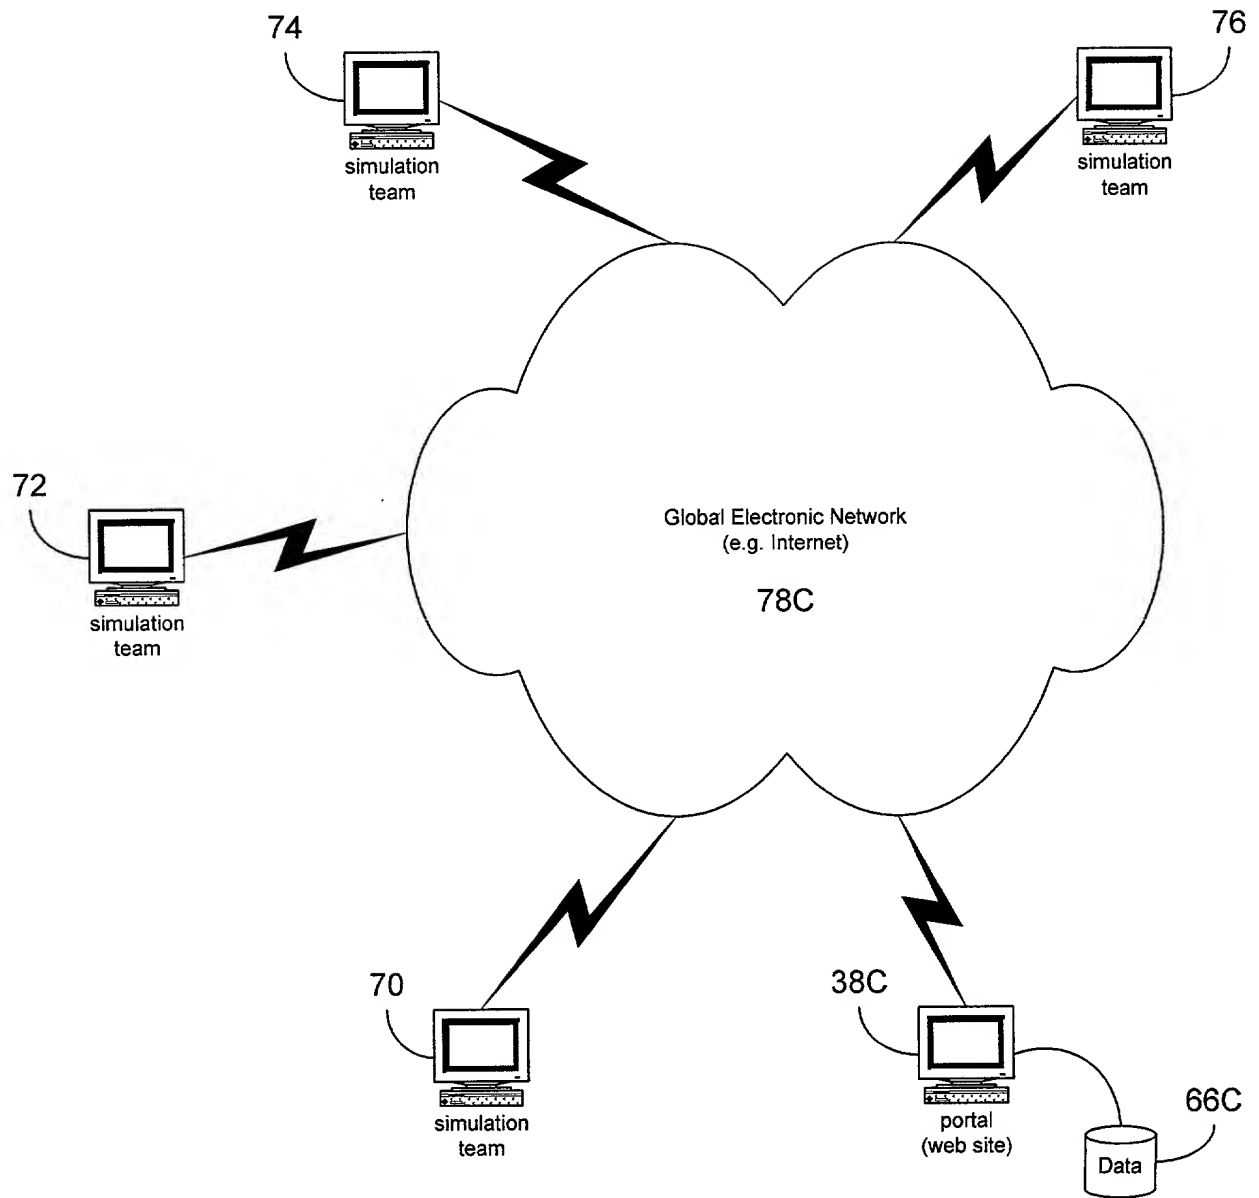 74
76
simulation
team
simulation
team
72
simulation
team
Global Electronic Network
(e.g. Internet)
78C
70
simulation
team
38C
portal
(web site)
66C
Data